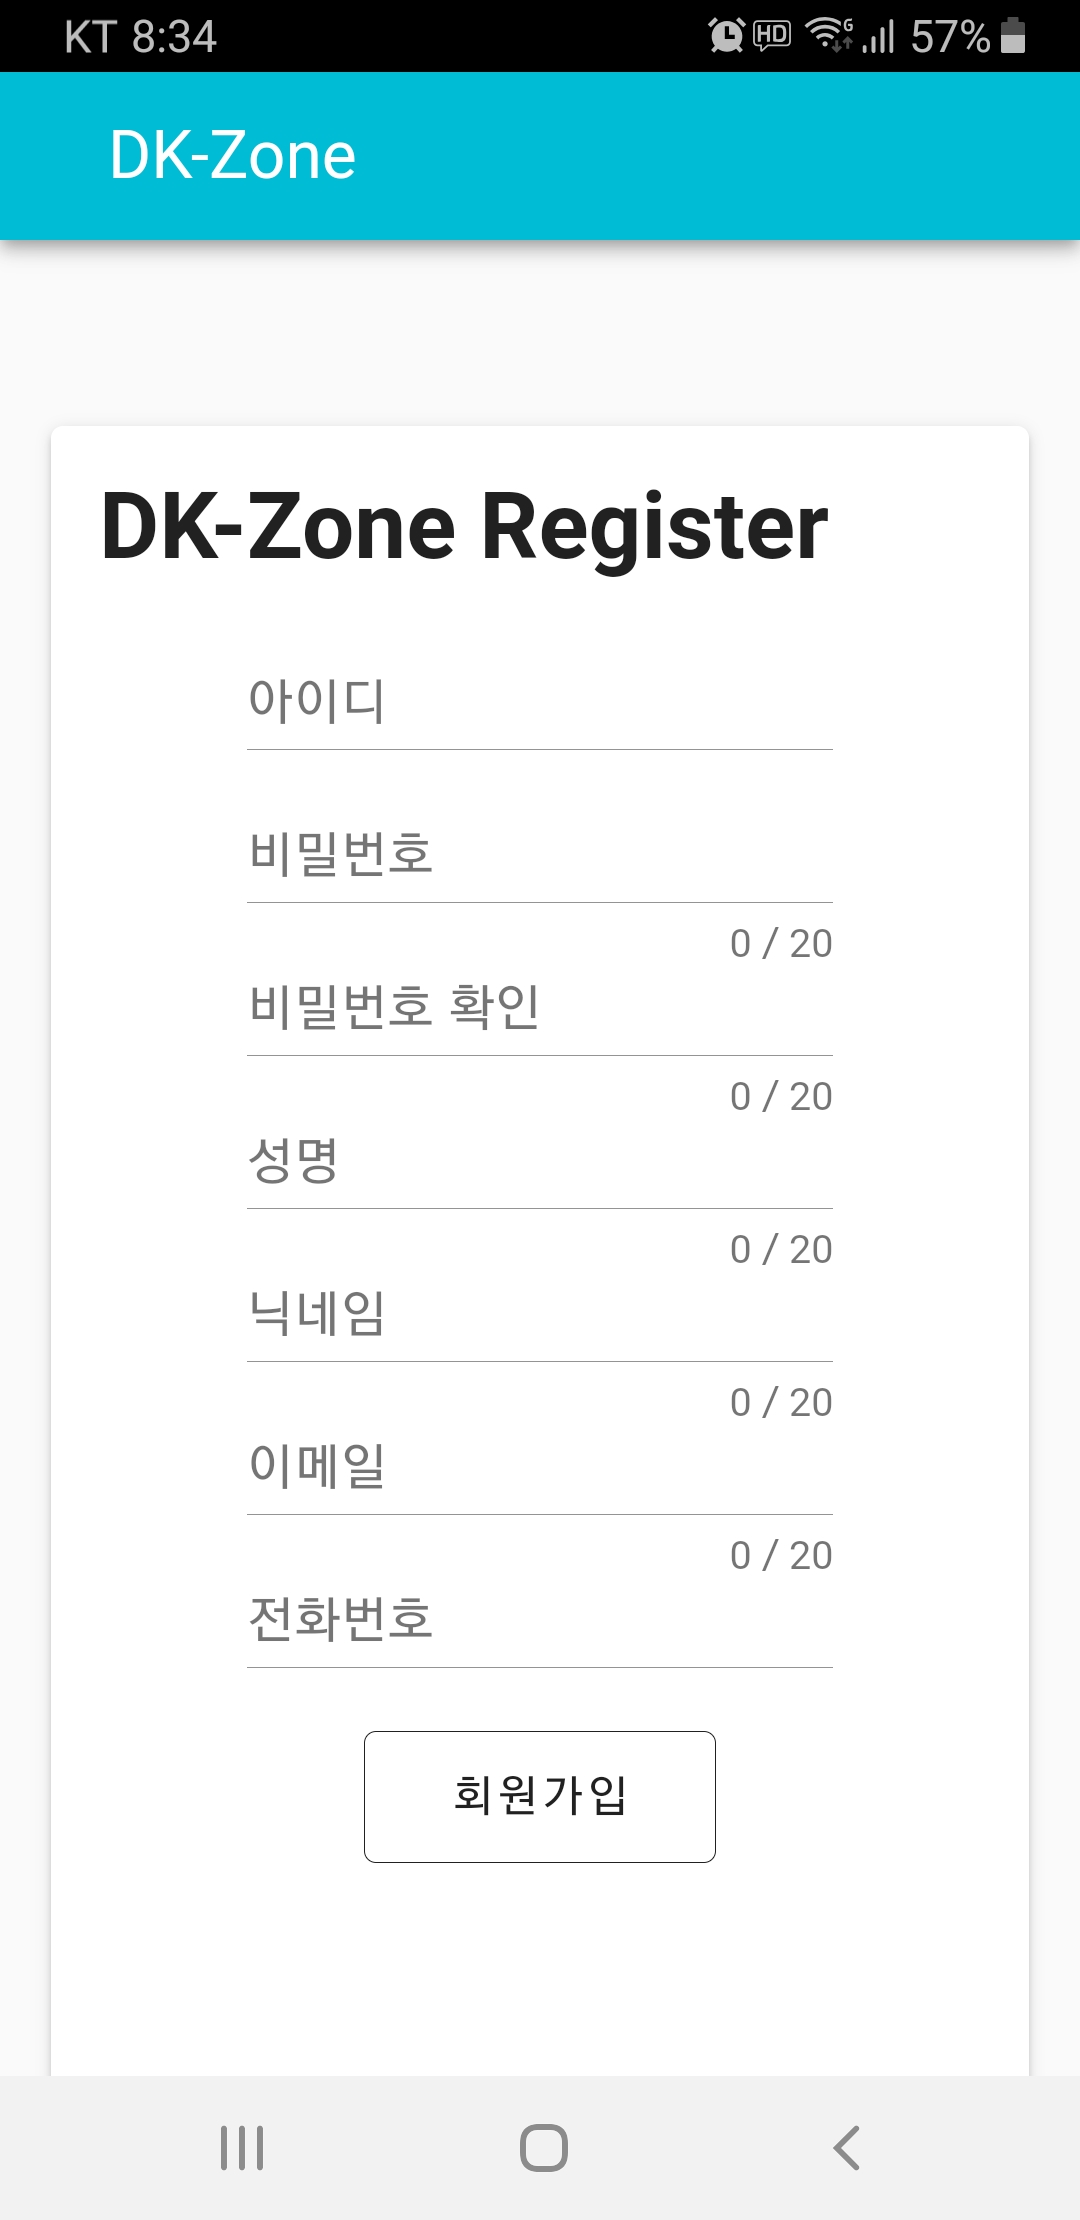 KT 8:34 HD G 57%
DK-Zone
DK-Zone Register
아이디
비밀번호
0 / 20
비밀번호 확인
0 / 20
성명
0 / 20
닉네임
0 / 20
이메일
0 / 20
전화번호
회원가입